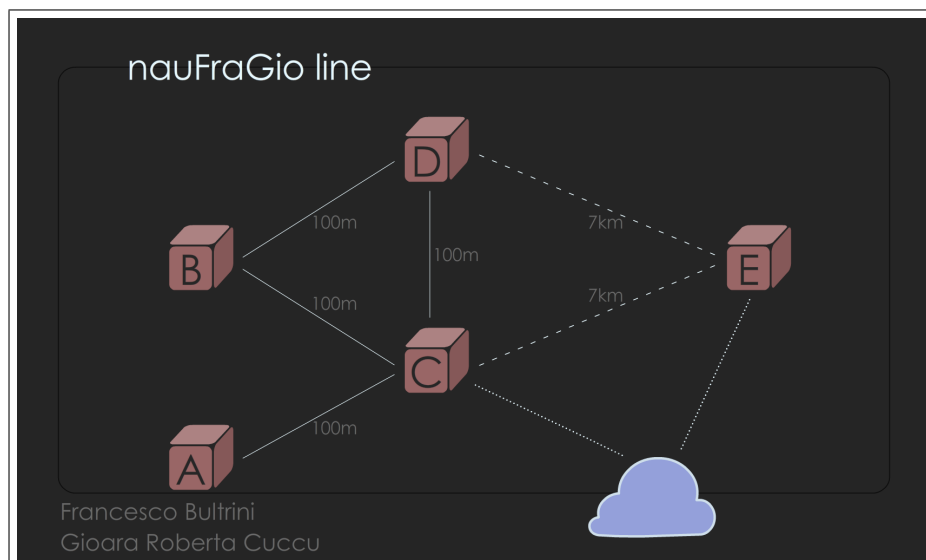 nauFraGio line
D
100m
7km
B
100m
E
100m
7km
C
100m
A
Francesco Bultrini
Gioara Roberta Cuccu